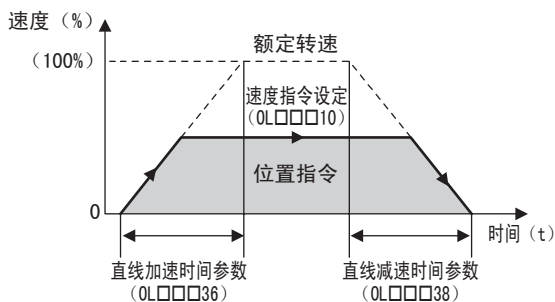 速度（%）
（100%）
额定转速
速度指令设定
（OL□□□10）
位置指令
0
时间（t）
直线加速时间参数
（OL□□□36）
直线减速时间参数
（OL□□□38）